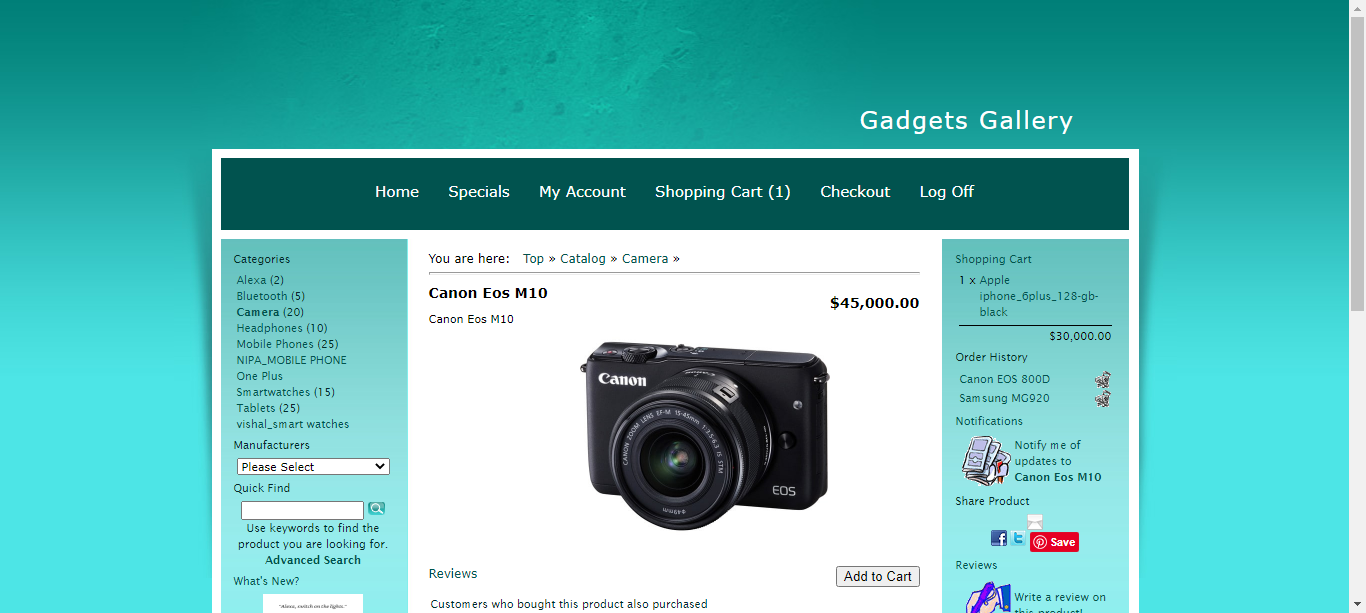 Gadgets Gallery
Home Specials My Account Shopping Cart (1) Checkout Log Off
Categories
Alexa (2)
Bluetooth (5)
Camera (20)
Headphones (10)
Mobile Phones (25)
NIPA_MOBILE PHONE
One Plus
Smartwatches (15)
Tablets (25)
vishal_smart watches
Manufacturers
Please Select
Quick Find
Use keywords to find the
product you are looking for.
Advanced Search
What's New?
"Alexa, switch on the lights."
You are here: Top » Catalog » Camera »
Canon Eos M10
$45,000.00
Canon Eos M10
Canon
CANON ZOOM LENS EF-M 15-45mm 1:3.5-6.3 IS STM
⌀49mm
EOS
Reviews
Add to Cart
Customers who bought this product also purchased
Shopping Cart
1 x Apple
iphone_6plus_128-gb-
black
$30,000.00
Order History
Canon EOS 800D
Samsung MG920
Notifications
Notify me of
updates to
Canon Eos M10
Share Product
Save
Reviews
Write a review on
this product!